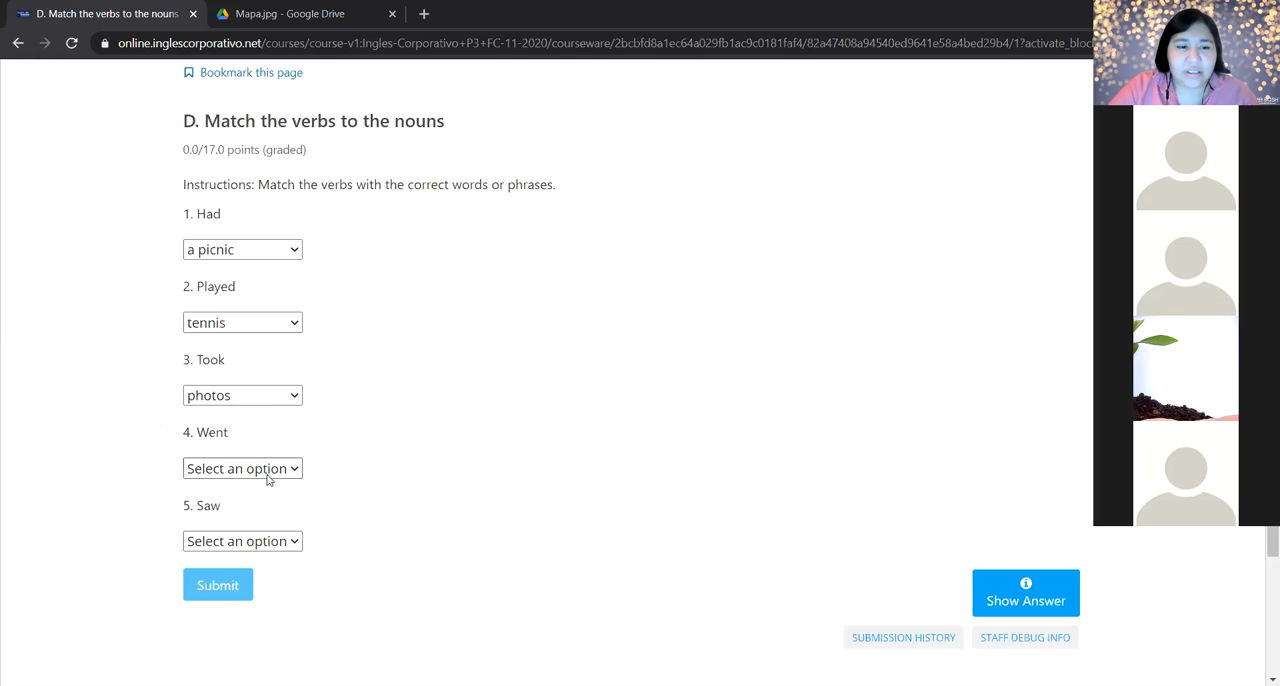 D. Match the verbs to the nouns
Mapa.jpg - Google Drive
online.inglescorporativo.net/courses/course-v1:Ingles-Corporativo+P3+FC-11-2020/courseware/2bcbfd8a1ec64a029fb1ac9c0181faf4/82a47408a94540ed9641e58a4bed29b4/1?activate_bloc
Bookmark this page
D. Match the verbs to the nouns
0.0/17.0 points (graded)
Instructions: Match the verbs with the correct words or phrases.
1. Had
a picnic
2. Played
tennis
3. Took
photos
4. Went
Select an option
5. Saw
Select an option
Submit
Show Answer
SUBMISSION HISTORY
STAFF DEBUG INFO